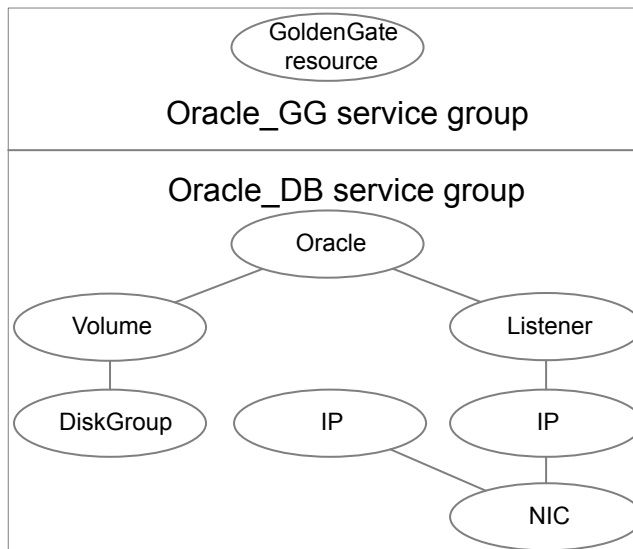 GoldenGate
resource
Oracle_GG service group
Oracle_DB service group
Oracle
Volume
Listener
DiskGroup
IP
IP
NIC